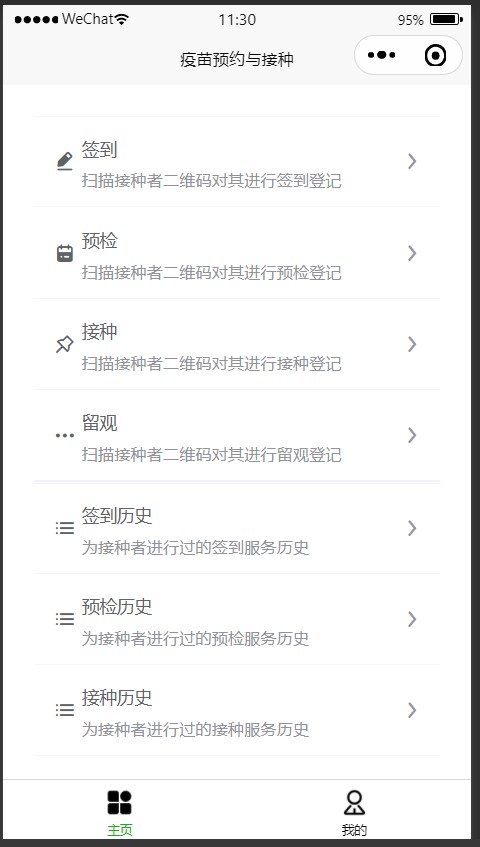 WeChat 11:30 95%
疫苗预约与接种
签到
扫描接种者二维码对其进行签到登记
预检
扫描接种者二维码对其进行预检登记
接种
扫描接种者二维码对其进行接种登记
留观
扫描接种者二维码对其进行留观登记
签到历史
为接种者进行过的签到服务历史
预检历史
为接种者进行过的预检服务历史
接种历史
为接种者进行过的接种服务历史
主页 我的